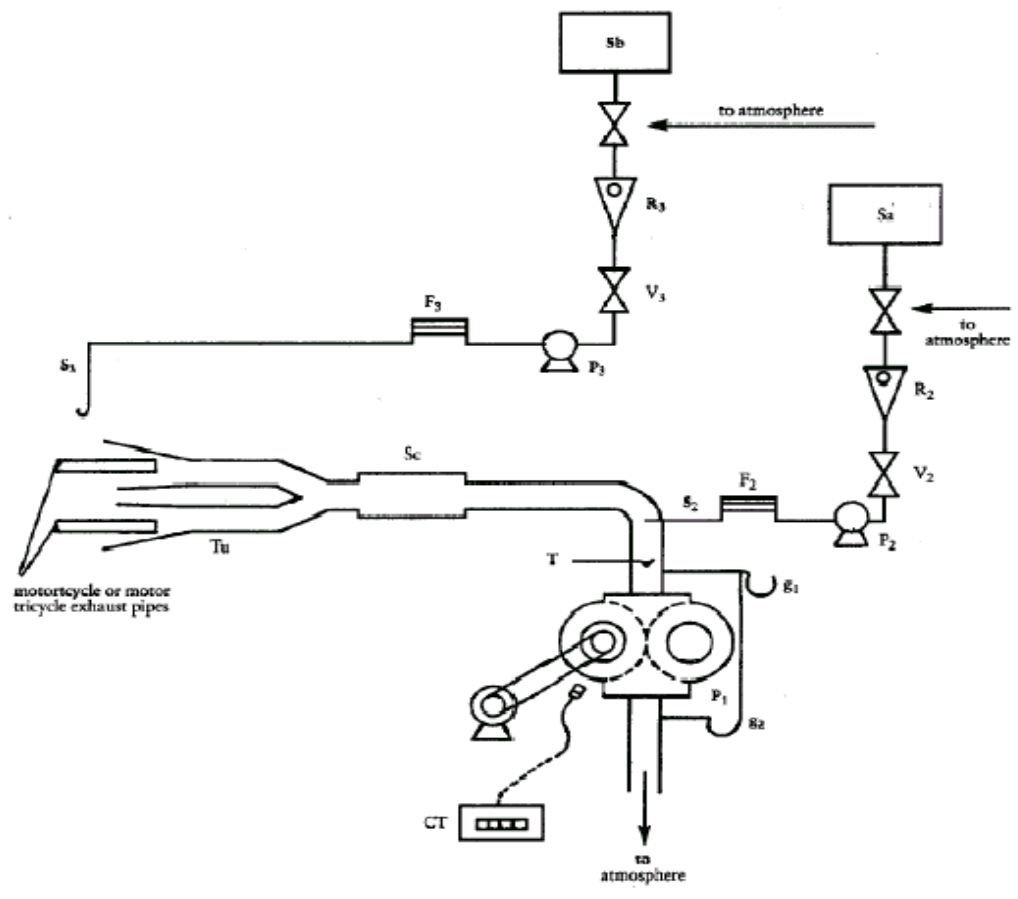 Sb
to atmosphere
R3
Sa
V3
F3
to
atmosphere
P3
S3
R2
Sc
V2
F2
S2
P2
Tu
T
motortcycle or motor
tricycle exhaust pipes
g1
P1
g2
CT
to
atmosphere